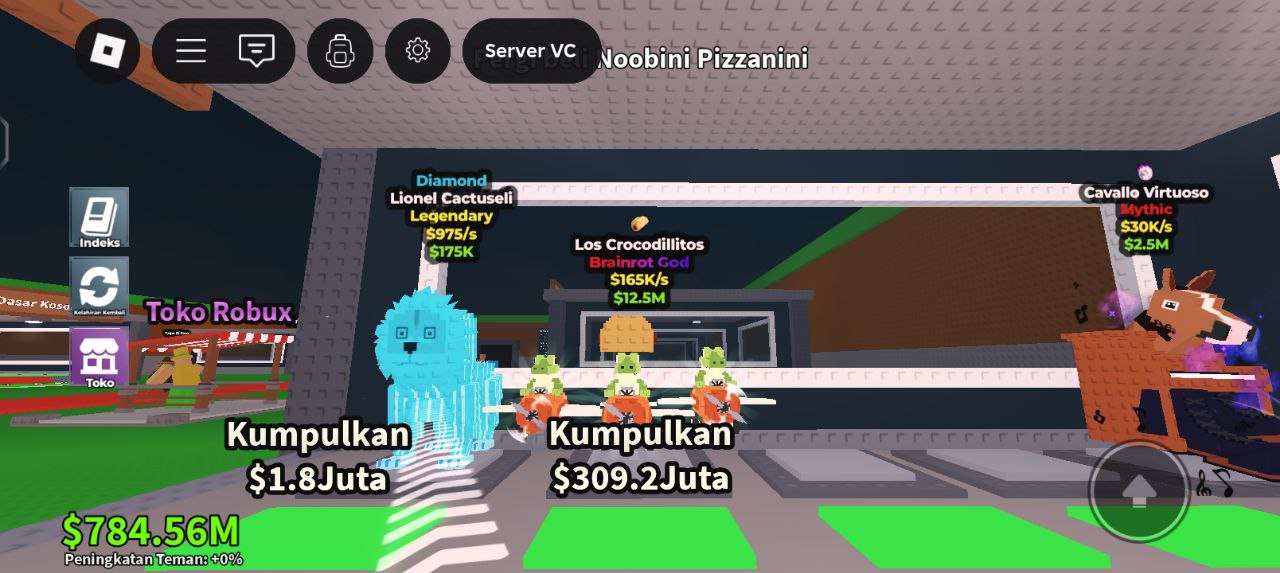 Server VC
Noobini Pizzanini
Diamond
Lionel Cactuseli
Legendary
$975/s
$175K
Los Crocodillitos
Brainrot God
$165K/s
$12.5M
Cavallo Virtuoso
Mythic
$30K/s
$2.5M
Indeks
Kelahiran Kembali
Toko
Toko Robux
Dasar
Kumpulkan
$1.8Juta
Kumpulkan
$309.2Juta
$784.56M
Peningkatan Teman: +0%